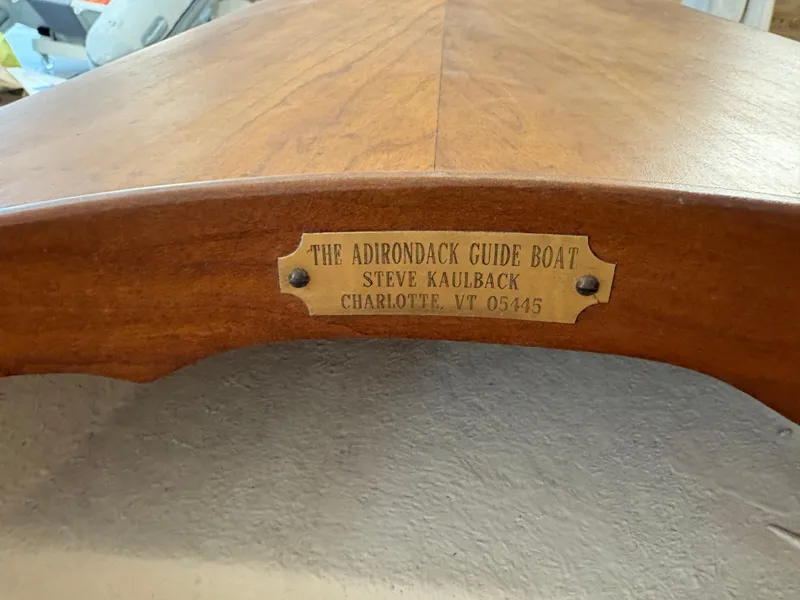 THE ADIRONDACK GUIDE BOAT
STEVE KAULBACK
CHARLOTTE, VT 05445